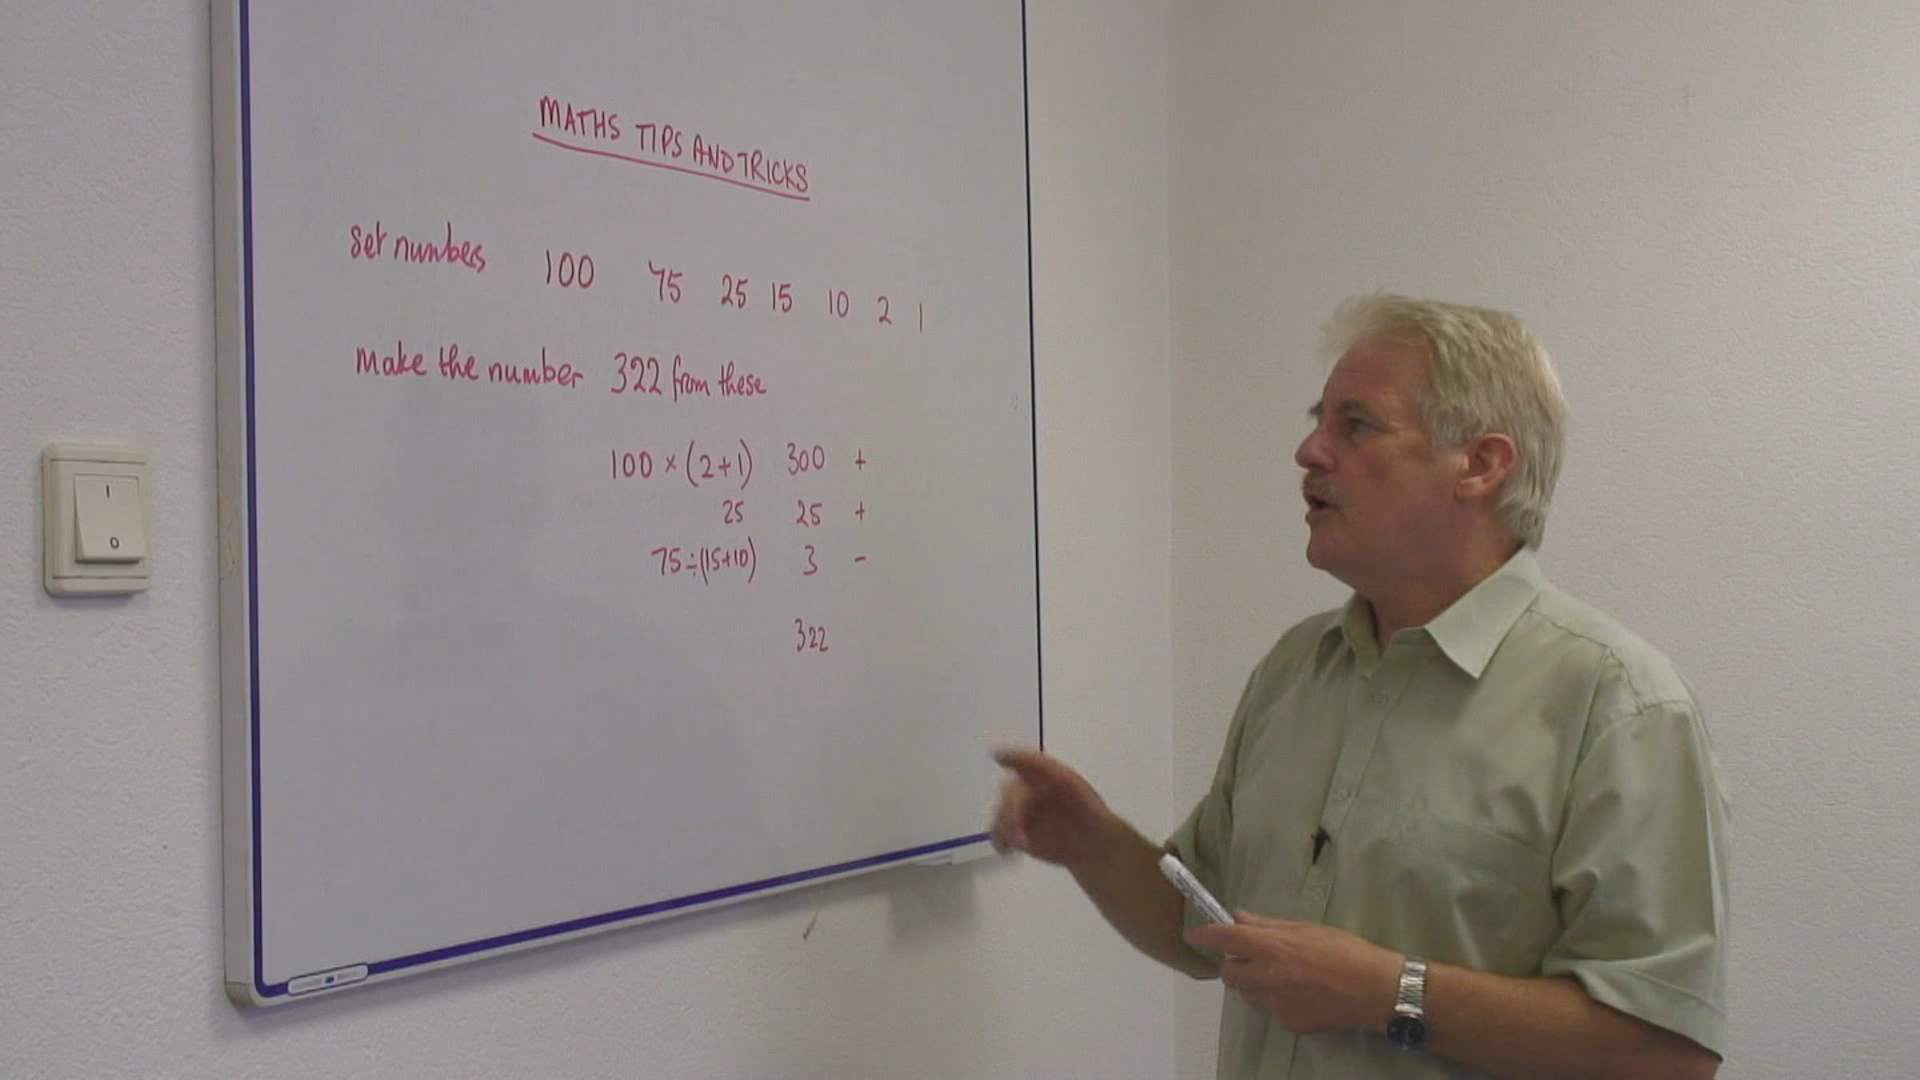 MATHS TIPS AND TRICKS
set numbers 100 75 25 15 10 2 1
Make the number 322 from these
100 × (2+1) 300 +
25 25 +
75÷(15+10) 3 -
322